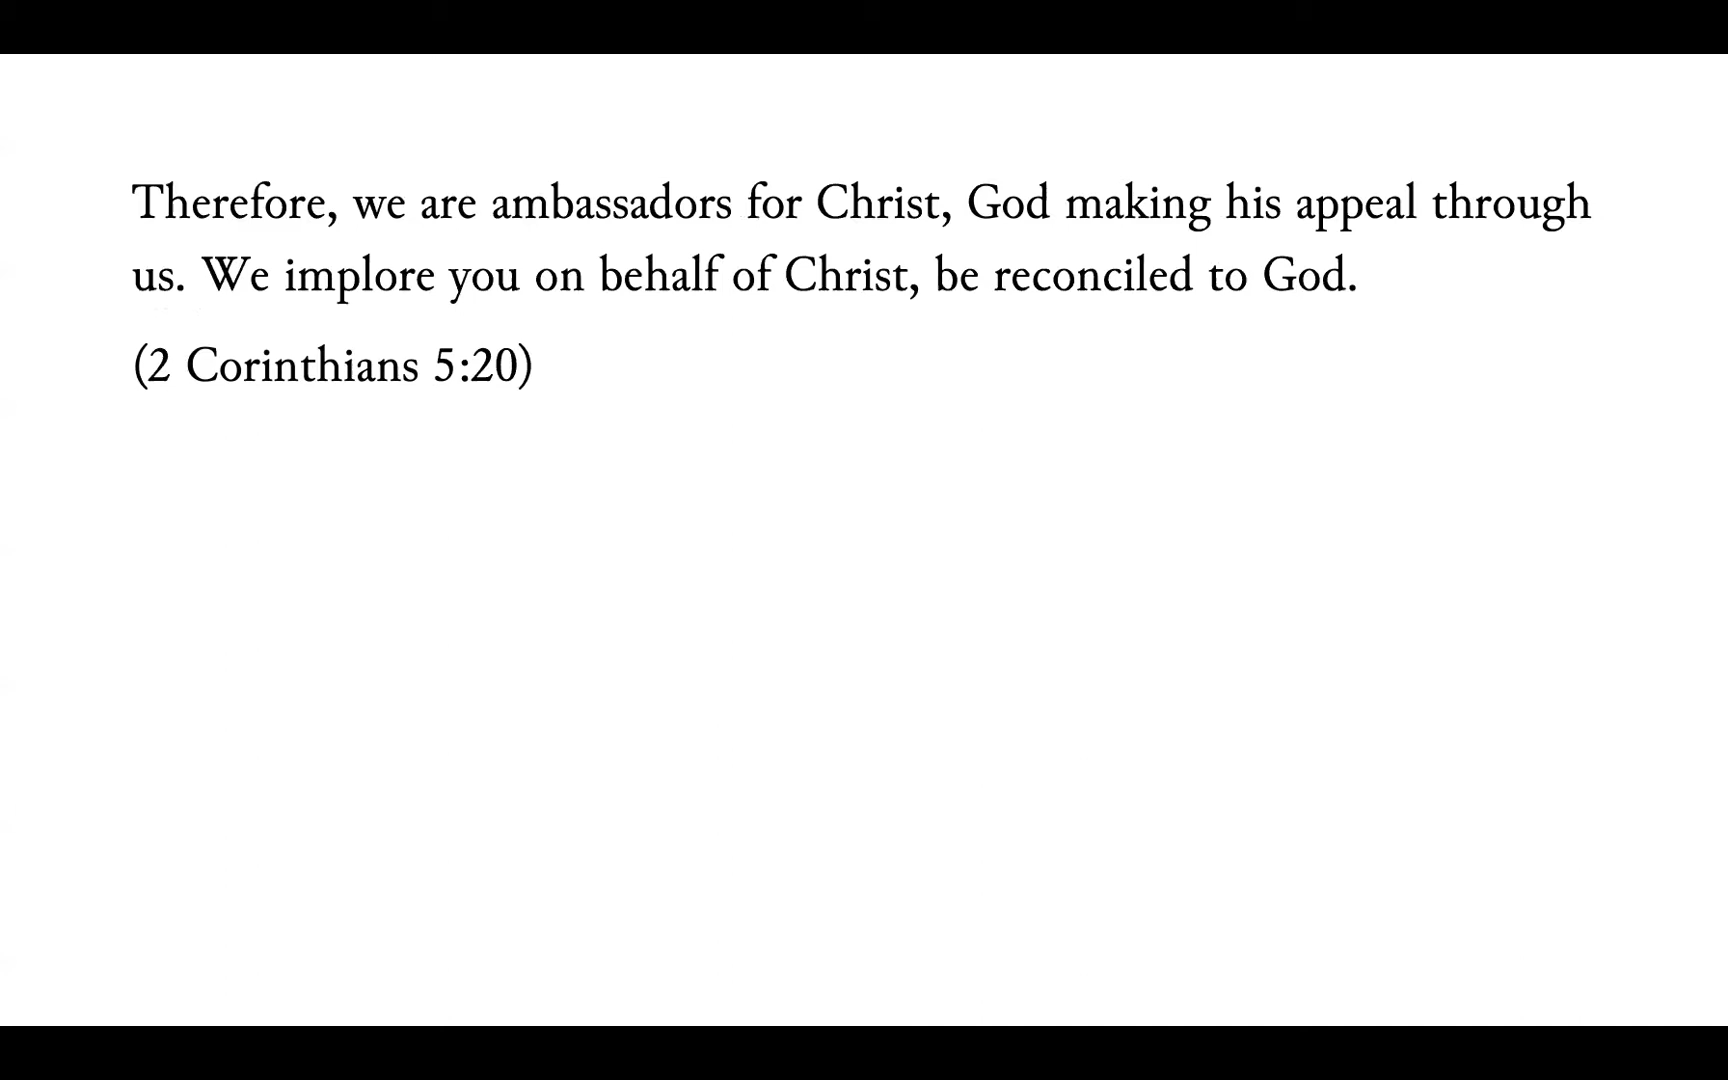 Therefore, we are ambassadors for Christ, God making his appeal through
us. We implore you on behalf of Christ, be reconciled to God.
(2 Corinthians 5:20)